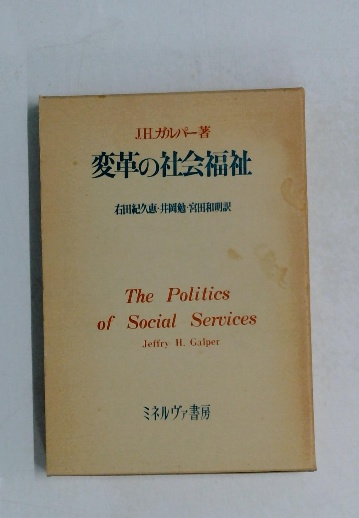 J.H.ガルパー著
変革の社会福祉
右田紀久恵・井岡勉・宮田和明訳
The Politics
of Social Services
Jeffry H. Galper
ミネルヴァ書房